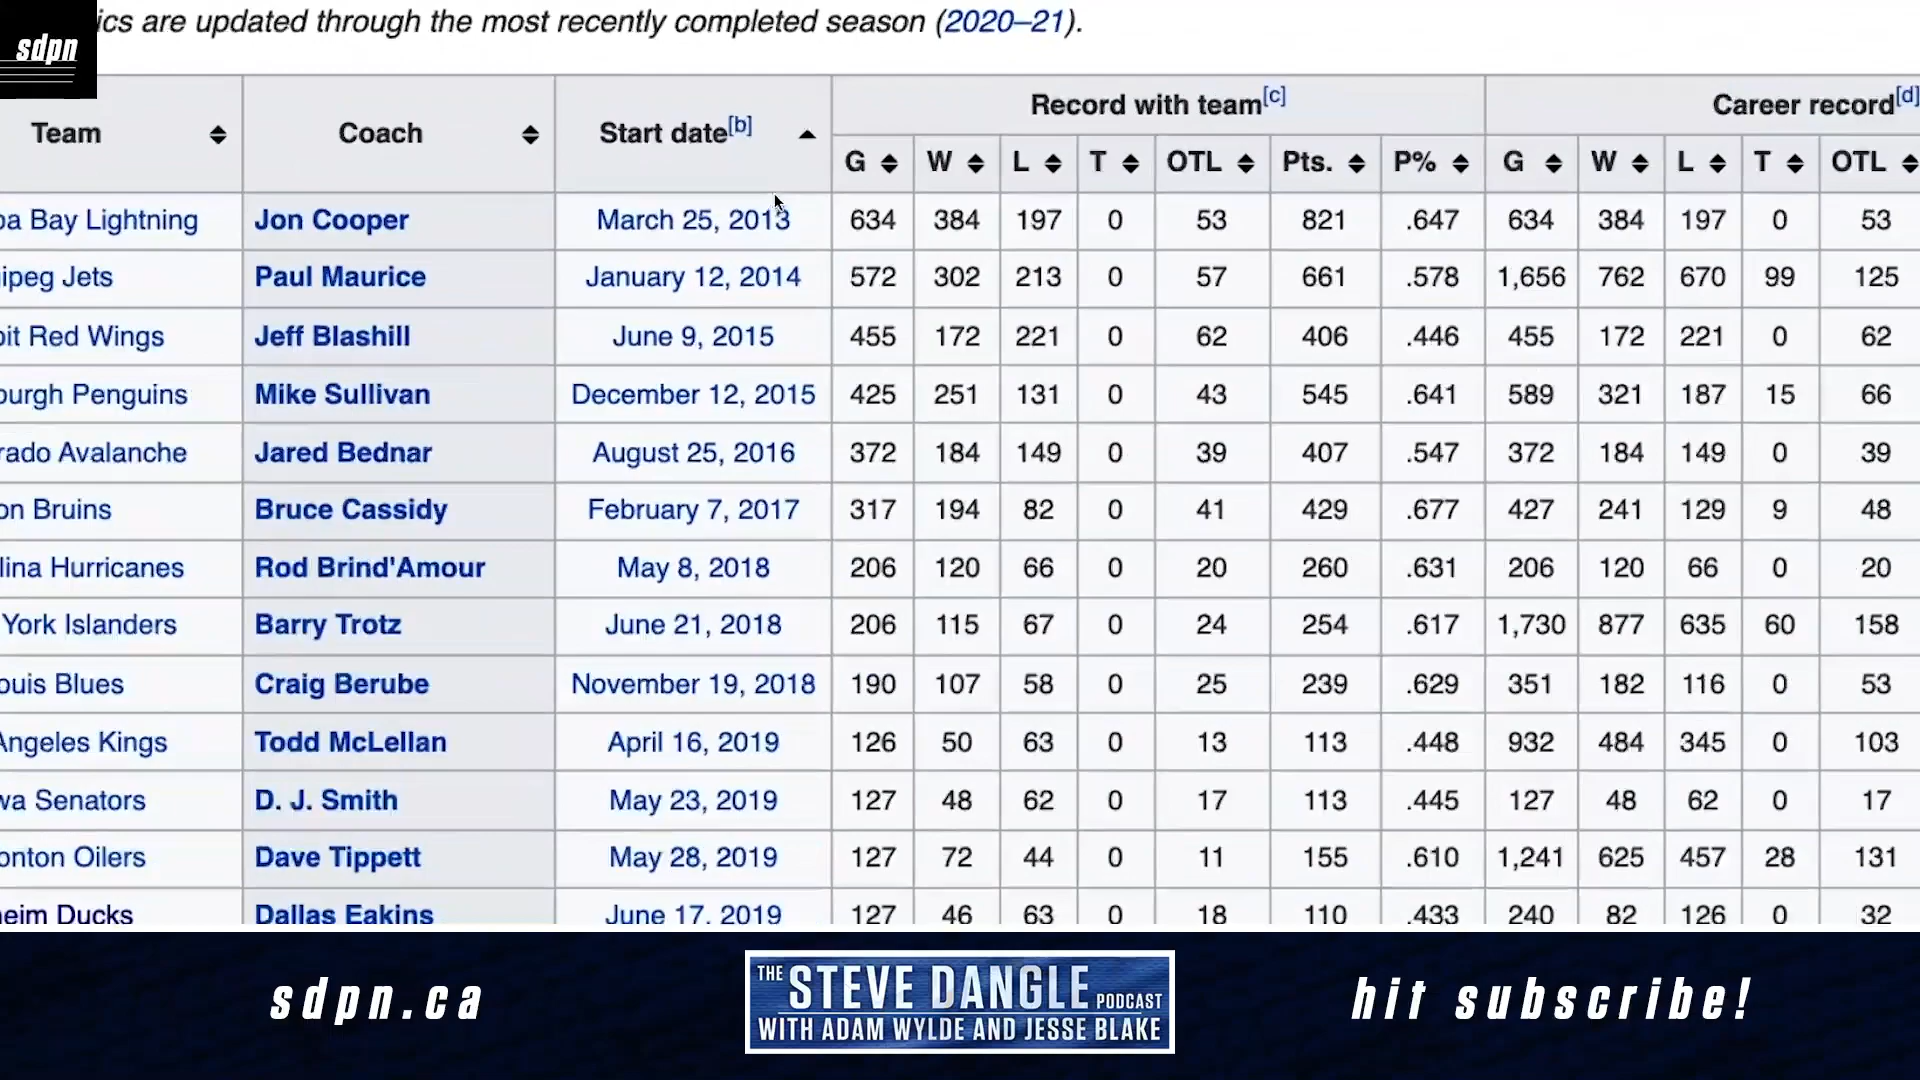 ics are updated through the most recently completed season (2020–21).
sdpn
Team Coach Start date[b] Record with team[c] Career record[d]
G W L T OTL Pts. P% G W L T OTL
oa Bay Lightning Jon Cooper March 25, 2013 634 384 197 0 53 821 .647 634 384 197 0 53
ipeg Jets Paul Maurice January 12, 2014 572 302 213 0 57 661 .578 1,656 762 670 99 125
oit Red Wings Jeff Blashill June 9, 2015 455 172 221 0 62 406 .446 455 172 221 0 62
burgh Penguins Mike Sullivan December 12, 2015 425 251 131 0 43 545 .641 589 321 187 15 66
rado Avalanche Jared Bednar August 25, 2016 372 184 149 0 39 407 .547 372 184 149 0 39
on Bruins Bruce Cassidy February 7, 2017 317 194 82 0 41 429 .677 427 241 129 9 48
lina Hurricanes Rod Brind'Amour May 8, 2018 206 120 66 0 20 260 .631 206 120 66 0 20
York Islanders Barry Trotz June 21, 2018 206 115 67 0 24 254 .617 1,730 877 635 60 158
ouis Blues Craig Berube November 19, 2018 190 107 58 0 25 239 .629 351 182 116 0 53
Angeles Kings Todd McLellan April 16, 2019 126 50 63 0 13 113 .448 932 484 345 0 103
wa Senators D. J. Smith May 23, 2019 127 48 62 0 17 113 .445 127 48 62 0 17
onton Oilers Dave Tippett May 28, 2019 127 72 44 0 11 155 .610 1,241 625 457 28 131
heim Ducks Dallas Eakins June 17, 2019 127 46 63 0 18 110 .433 240 82 126 0 32
sdpn.ca
THE STEVE DANGLE PODCAST
WITH ADAM WYLDE AND JESSE BLAKE
hit subscribe!